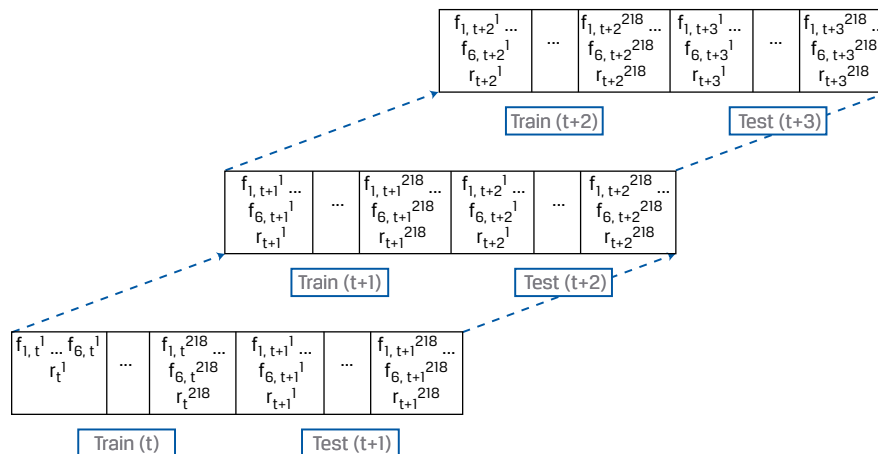 f1, t+2^1 ... ... f1, t+2^218 ... f1, t+3^1 ... ... f1, t+3^218 ...
f6, t+2^1 f6, t+2^218 f6, t+3^1 f6, t+3^218
rt+2^1 rt+2^218 rt+3^1 rt+3^218
Train (t+2) Test (t+3)
f1, t+1^1 ... ... f1, t+1^218 ... f1, t+2^1 ... ... f1, t+2^218 ...
f6, t+1^1 f6, t+1^218 f6, t+2^1 f6, t+2^218
rt+1^1 rt+1^218 rt+2^1 rt+2^218
Train (t+1) Test (t+2)
f1, t^1 ... f6, t^1 ... f1, t^218 ... f1, t+1^1 ... ... f1, t+1^218 ...
rt^1 f6, t^218 f6, t+1^1 f6, t+1^218
rt^218 rt+1^1 rt+1^218
Train (t) Test (t+1)